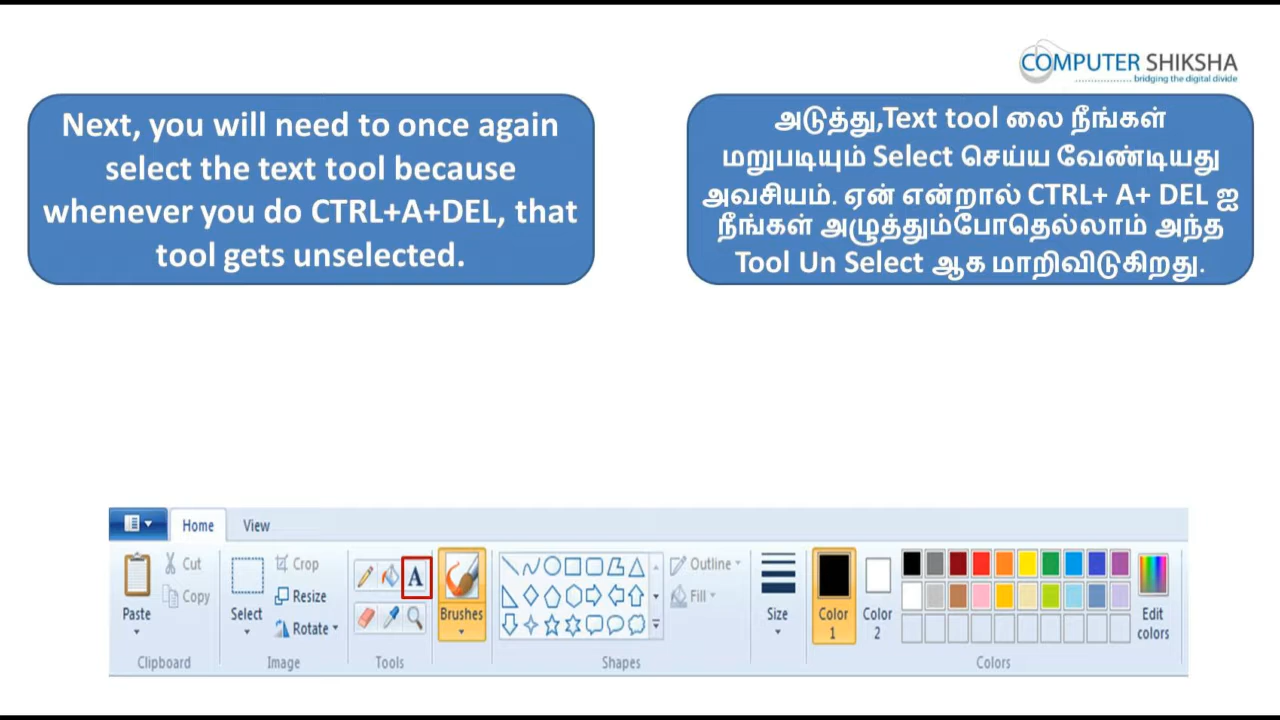 COMPUTER SHIKSHA
bridging the digital divide
Next, you will need to once again
select the text tool because
whenever you do CTRL+A+DEL, that
tool gets unselected.
அடுத்து,Text tool லை நீங்கள்
மறுபடியும் Select செய்ய வேண்டியது
அவசியம். ஏன் என்றால் CTRL+ A+ DEL ஐ
நீங்கள் அழுத்தும்போதெல்லாம் அந்த
Tool Un Select ஆக மாறிவிடுகிறது.
Home View
Paste
Cut
Copy
Clipboard
Select
Crop
Resize
Rotate
Image
A
Tools
Brushes
Outline
Fill
Shapes
Size
Color
1
Color
2
Edit
colors
Colors